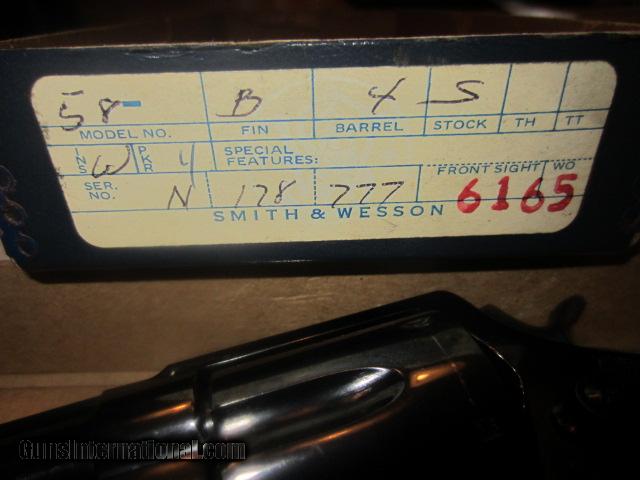 58- B 4 S
MODEL NO. FIN BARREL STOCK TH TT
INS W PKR 4 SPECIAL FEATURES:
FRONT SIGHT WO
SER. NO. N 178 777 6165
SMITH & WESSON
GunsInternational.com